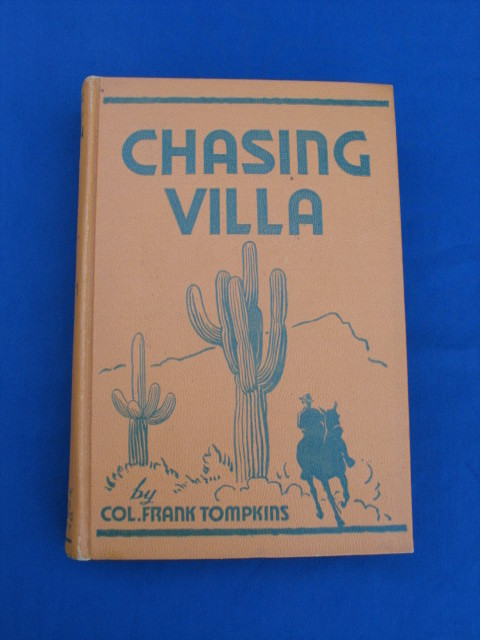 CHASING
VILLA
by
COL. FRANK TOMPKINS